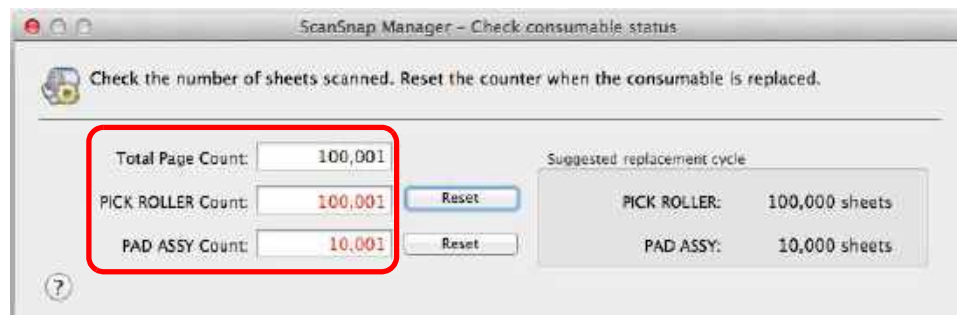 ScanSnap Manager – Check consumable status
Check the number of sheets scanned. Reset the counter when the consumable is replaced.
Total Page Count: 100,001
Suggested replacement cycle
PICK ROLLER Count: 100,001 Reset PICK ROLLER: 100,000 sheets
PAD ASSY Count: 10,001 Reset PAD ASSY: 10,000 sheets
?